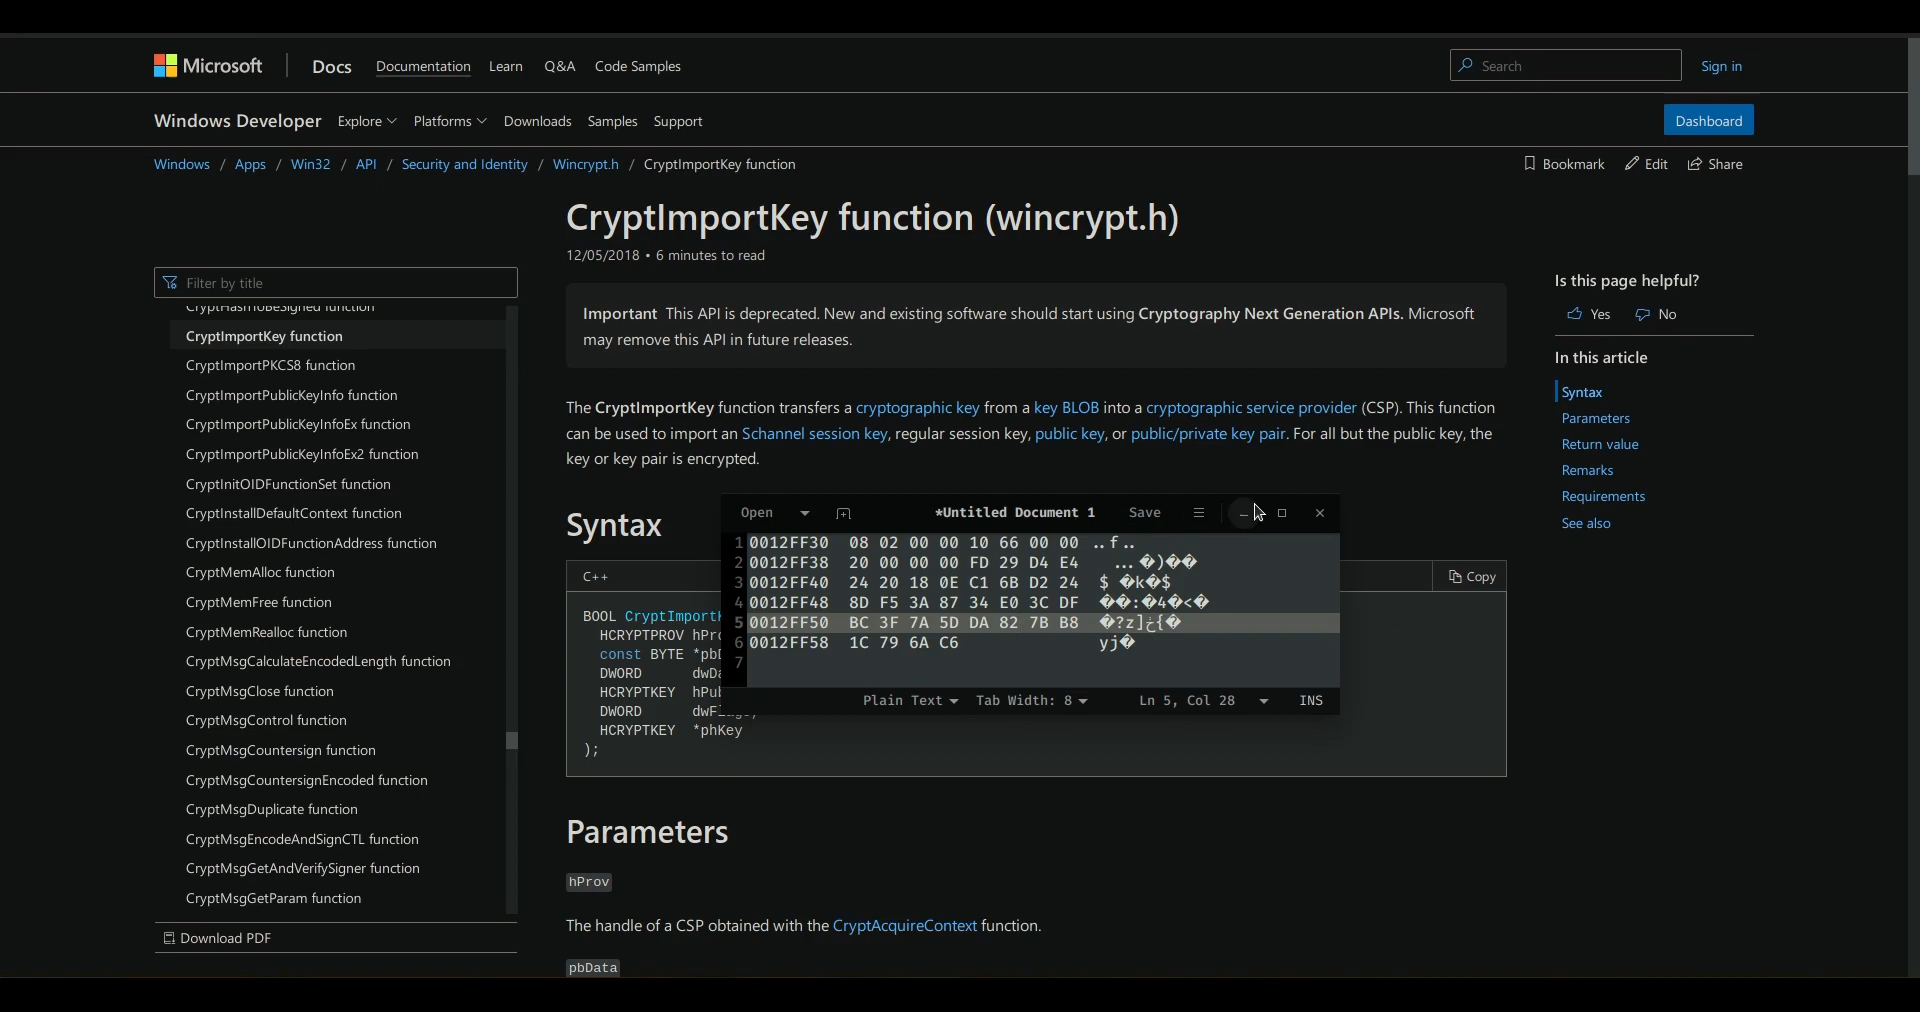 Microsoft Docs Documentation Learn Q&A Code Samples Search Sign in
Windows Developer Explore Platforms Downloads Samples Support Dashboard
Windows / Apps / Win32 / API / Security and Identity / Wincrypt.h / CryptImportKey function Bookmark Edit Share
Filter by title
CryptHashToBeSigned function
CryptImportKey function
CryptImportPKCS8 function
CryptImportPublicKeyInfo function
CryptImportPublicKeyInfoEx function
CryptImportPublicKeyInfoEx2 function
CryptInitOIDFunctionSet function
CryptInstallDefaultContext function
CryptInstallOIDFunctionAddress function
CryptMemAlloc function
CryptMemFree function
CryptMemRealloc function
CryptMsgCalculateEncodedLength function
CryptMsgClose function
CryptMsgControl function
CryptMsgCountersign function
CryptMsgCountersignEncoded function
CryptMsgDuplicate function
CryptMsgEncodeAndSignCTL function
CryptMsgGetAndVerifySigner function
CryptMsgGetParam function
Download PDF
CryptImportKey function (wincrypt.h)
12/05/2018 • 6 minutes to read
Important This API is deprecated. New and existing software should start using Cryptography Next Generation APIs. Microsoft
may remove this API in future releases.
The CryptImportKey function transfers a cryptographic key from a key BLOB into a cryptographic service provider (CSP). This function
can be used to import an Schannel session key, regular session key, public key, or public/private key pair. For all but the public key, the
key or key pair is encrypted.
Syntax
C++
Copy
BOOL CryptImportK
HCRYPTPROV hPro
const BYTE *pbD
DWORD dwDa
HCRYPTKEY hPub
DWORD dwFlags,
HCRYPTKEY *phKey
);
Open *Untitled Document 1 Save
1 0012FF30 08 02 00 00 10 66 00 00 ..f..
2 0012FF38 20 00 00 00 FD 29 D4 E4 ...�)��
3 0012FF40 24 20 18 0E C1 6B D2 24 $ �k�$
4 0012FF48 8D F5 3A 87 34 E0 3C DF ��:�4�<�
5 0012FF50 BC 3F 7A 5D DA 82 7B B8 �?z]ڂ{�
6 0012FF58 1C 79 6A C6 yj�
7
Plain Text Tab Width: 8 Ln 5, Col 28 INS
Parameters
hProv
The handle of a CSP obtained with the CryptAcquireContext function.
pbData
Is this page helpful?
Yes No
In this article
Syntax
Parameters
Return value
Remarks
Requirements
See also